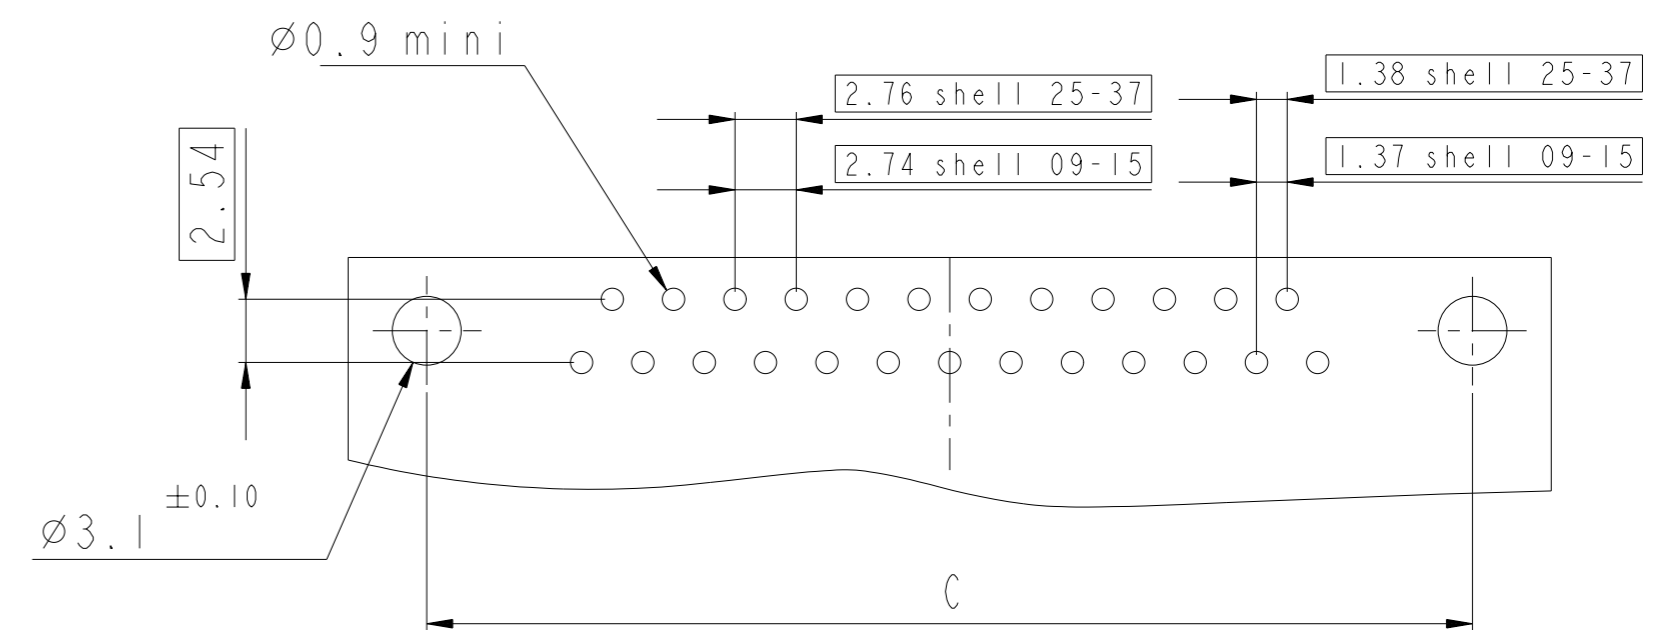 Ø0.9 mini
2.76 shell 25-37
1.38 shell 25-37
2.74 shell 09-15
1.37 shell 09-15
2.54
±0.10
Ø3.1
C